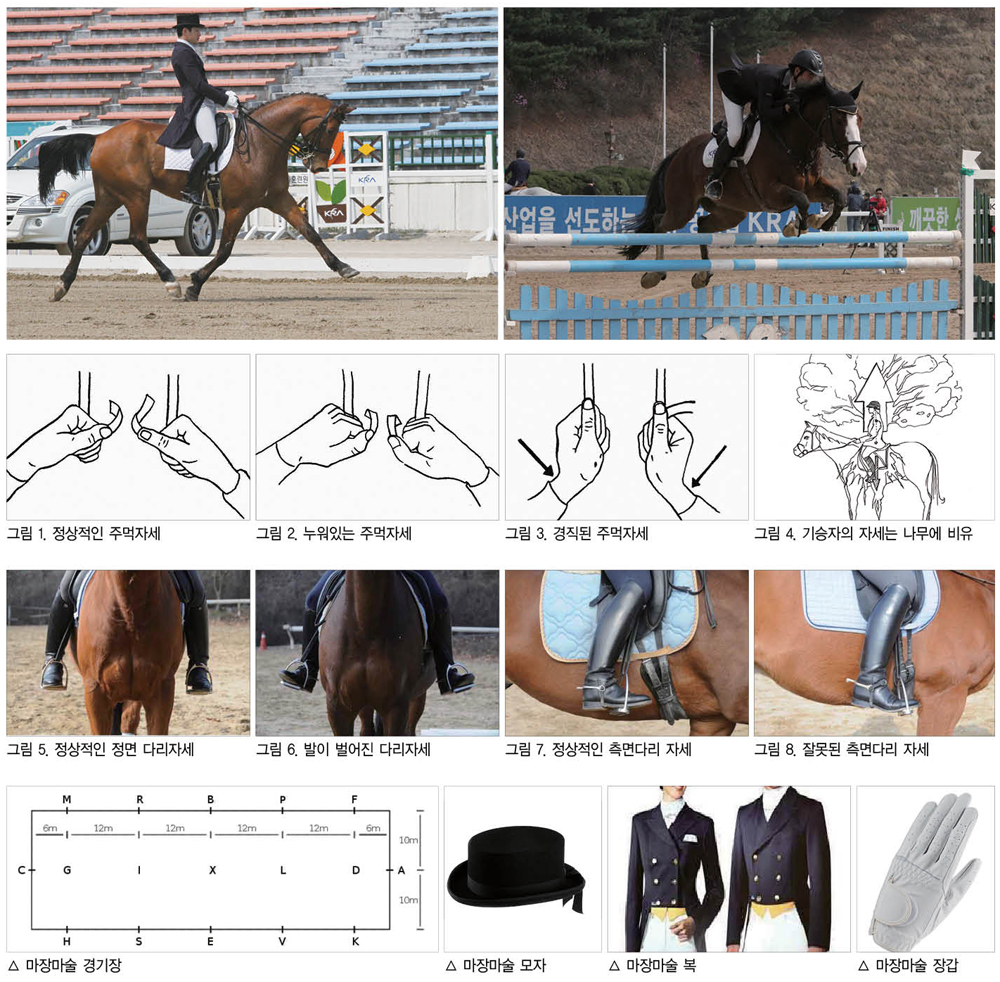 KRA
KRA
산업을 선도하는
KRA
깨끗한
FINISH
그림 1. 정상적인 주먹자세
그림 2. 누워있는 주먹자세
그림 3. 경직된 주먹자세
그림 4. 기승자의 자세는 나무에 비유
그림 5. 정상적인 정면 다리자세
그림 6. 발이 벌어진 다리자세
그림 7. 정상적인 측면다리 자세
그림 8. 잘못된 측면다리 자세
M R B P F
6m 12m 12m 12m 12m 6m
10m
C G I X L D A
10m
H S E V K
△ 마장마술 경기장
△ 마장마술 모자
△ 마장마술 복
△ 마장마술 장갑